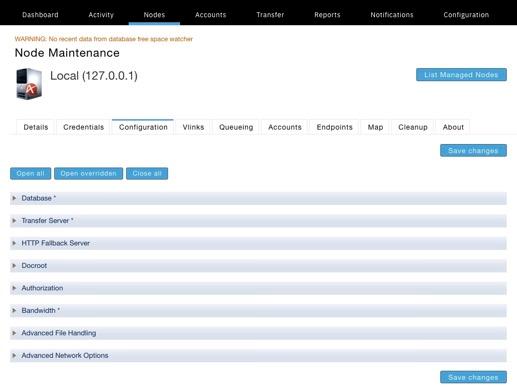 Dashboard Activity Nodes Accounts Transfer Reports Notifications Configuration
WARNING: No recent data from database free space watcher
Node Maintenance
Local (127.0.0.1)
List Managed Nodes
Details Credentials Configuration Vlinks Queueing Accounts Endpoints Map Cleanup About
Save changes
Open all Open overridden Close all
Database *
Transfer Server *
HTTP Fallback Server
Docroot
Authorization
Bandwidth *
Advanced File Handling
Advanced Network Options
Save changes